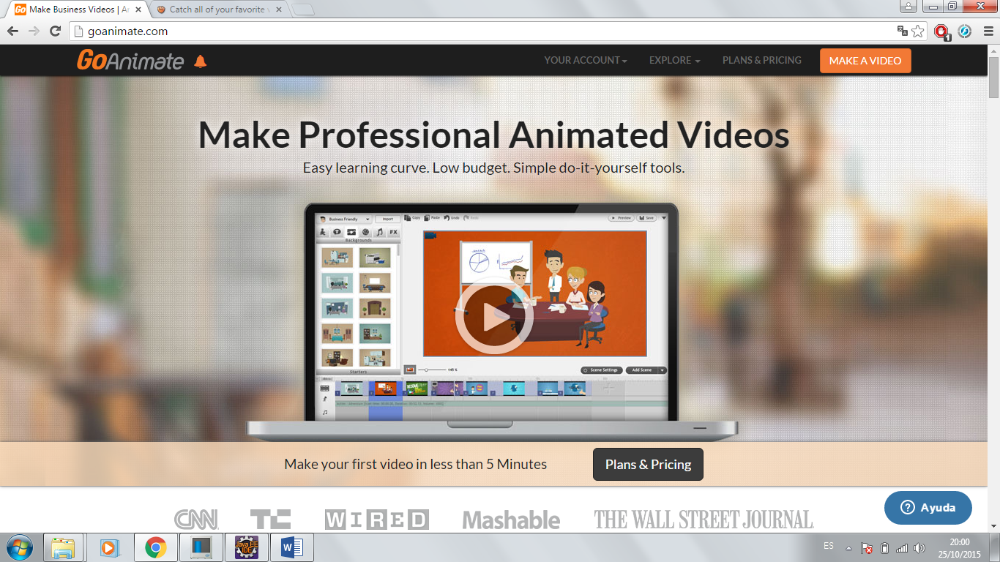 Go Make Business Videos | A
Catch all of your favorite
goanimate.com
1
GoAnimate
YOUR ACCOUNT
EXPLORE
PLANS & PRICING
MAKE A VIDEO
Make Professional Animated Videos
Easy learning curve. Low budget. Simple do-it-yourself tools.
Business Friendly
Import
Copy
Paste
Undo
Redo
Preview
Save
FX
Backgrounds
Starters
145 %
Scene Settings
Add Scene
Make your first video in less than 5 Minutes
Plans & Pricing
CNN
TC
WIRED
Mashable
THE WALL STREET JOURNAL.
Ayuda
Java EE
IDE
ES
20:00
25/10/2015